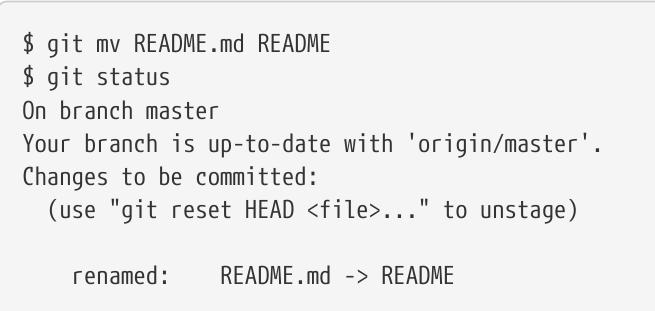 $ git mv README.md README
$ git status
On branch master
Your branch is up-to-date with 'origin/master'.
Changes to be committed:
  (use "git reset HEAD <file>..." to unstage)

    renamed:    README.md -> README